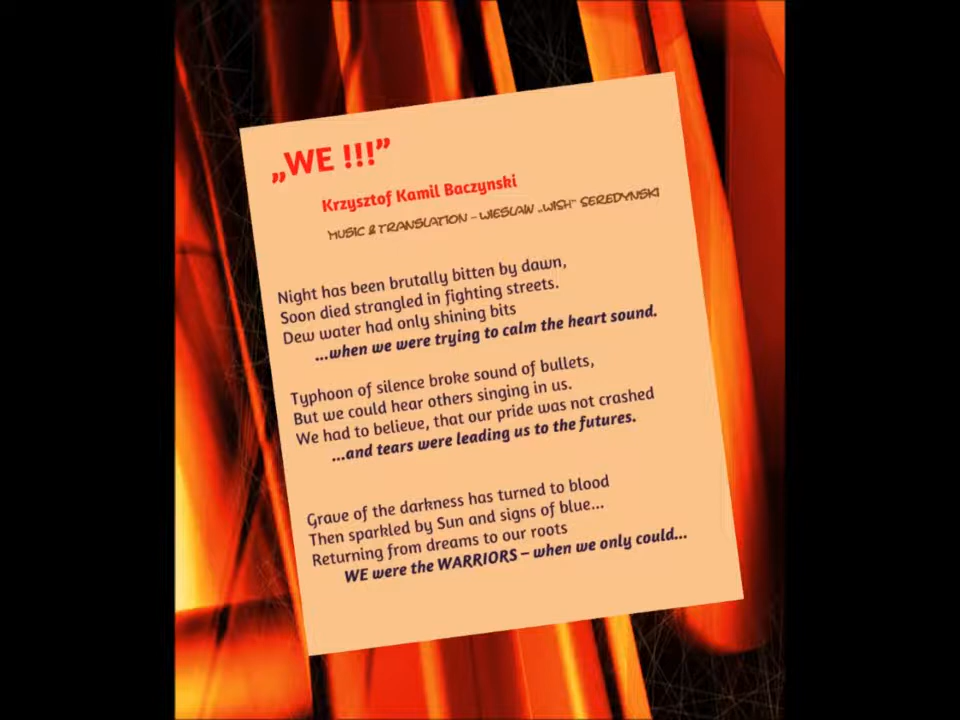 „WE !!!”
Krzysztof Kamil Baczynski
MUSIC & TRANSLATION – WIESLAW „WISH” SEREDYNSKI
Night has been brutally bitten by dawn,
Soon died strangled in fighting streets.
Dew water had only shining bits
...when we were trying to calm the heart sound.
Typhoon of silence broke sound of bullets,
But we could hear others singing in us.
We had to believe, that our pride was not crashed
...and tears were leading us to the futures.
Grave of the darkness has turned to blood
Then sparkled by Sun and signs of blue...
Returning from dreams to our roots
WE were the WARRIORS – when we only could...